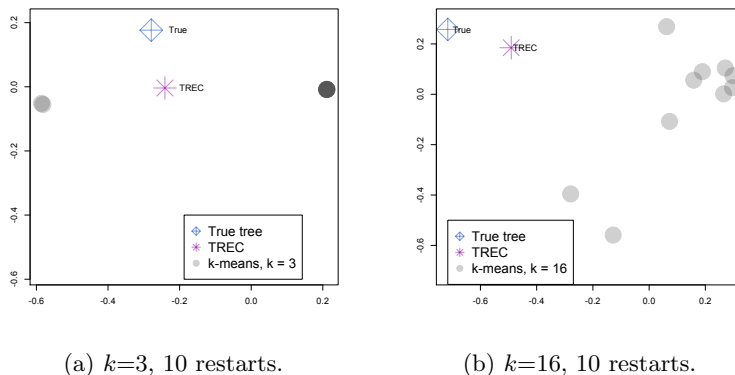 0.2
0.0
-0.2
-0.4
-0.6
-0.6
-0.4
-0.2
0.0
0.2
True
TREC
True tree
TREC
k-means, k = 3
0.2
0.0
-0.2
-0.4
-0.6
-0.6
-0.4
-0.2
0.0
0.2
True
TREC
True tree
TREC
k-means, k = 16
(a) k=3, 10 restarts.
(b) k=16, 10 restarts.